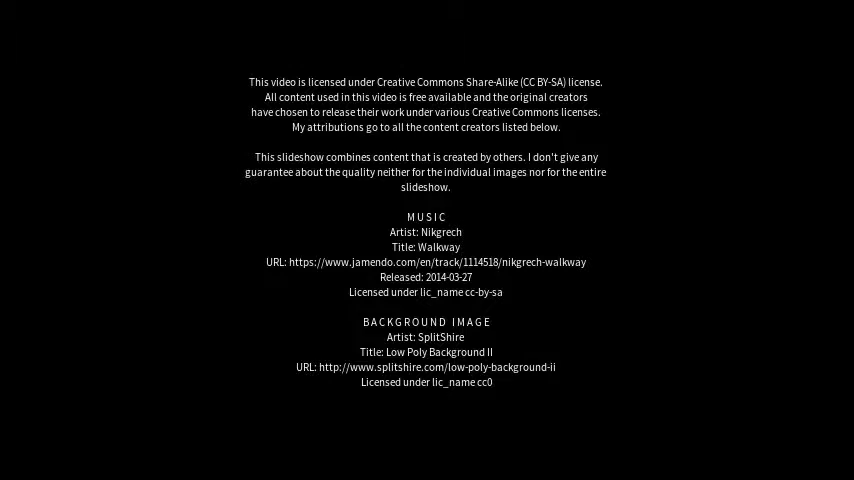 This video is licensed under Creative Commons Share-Alike (CC BY-SA) license.
All content used in this video is free available and the original creators
have chosen to release their work under various Creative Commons licenses.
My attributions go to all the content creators listed below.
This slideshow combines content that is created by others. I don't give any
guarantee about the quality neither for the individual images nor for the entire
slideshow.
MUSIC
Artist: Nikgrech
Title: Walkway
URL: https://www.jamendo.com/en/track/1114518/nikgrech-walkway
Released: 2014-03-27
Licensed under lic_name cc-by-sa
BACKGROUND IMAGE
Artist: SplitShire
Title: Low Poly Background II
URL: http://www.splitshire.com/low-poly-background-ii
Licensed under lic_name cc0